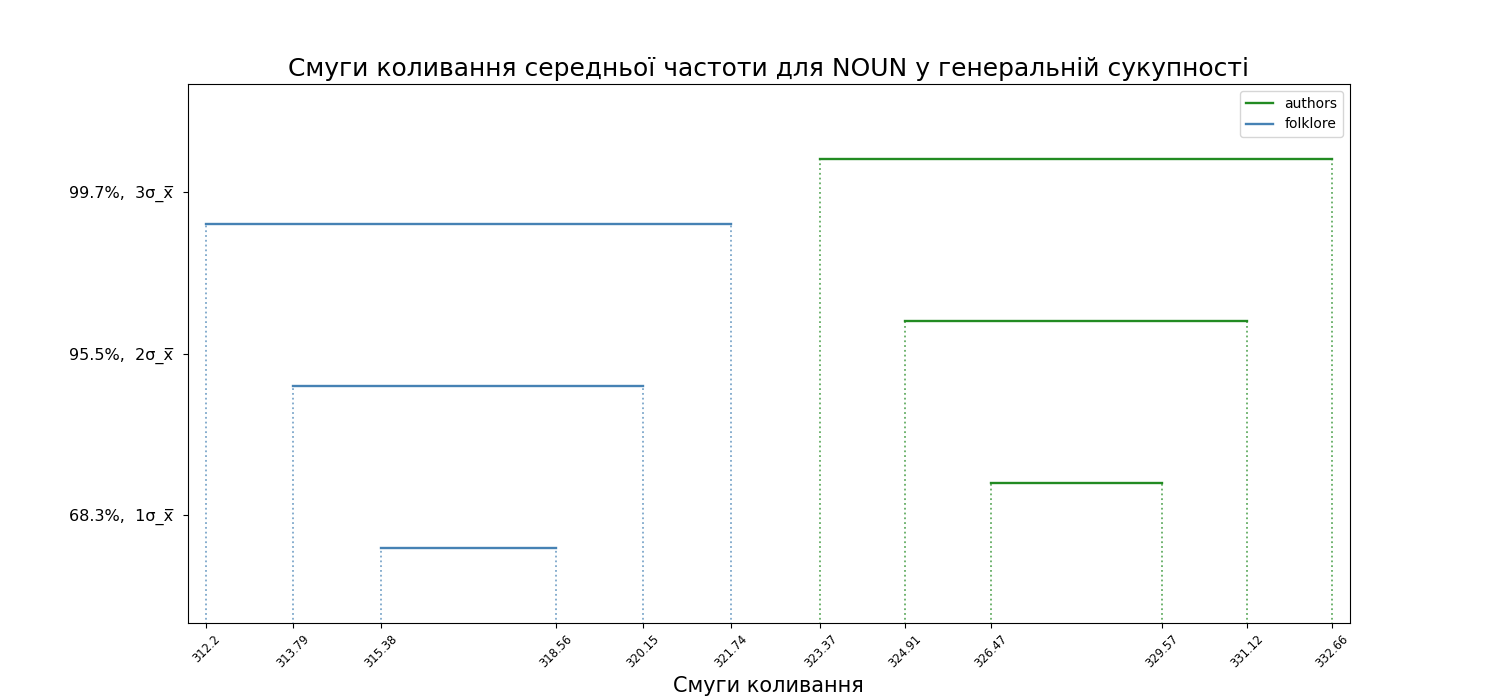 Смуги коливання середньої частоти для NOUN у генеральній сукупності
authors
folklore
99.7%, 3σ_x̅
95.5%, 2σ_x̅
68.3%, 1σ_x̅
312.2
313.79
315.38
318.56
320.15
321.74
323.37
324.91
326.47
329.57
331.12
332.66
Смуги коливання